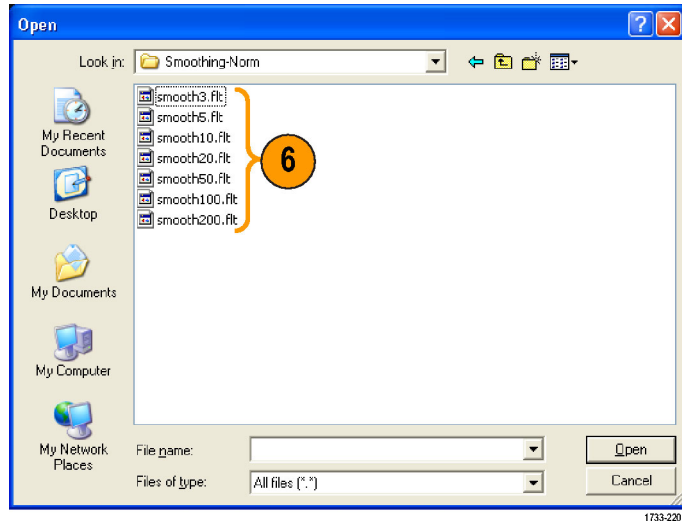 Open
Look in: Smoothing-Norm
My Recent
Documents
Desktop
My Documents
My Computer
My Network
Places
smooth3.flt
smooth5.flt
smooth10.flt
smooth20.flt
smooth50.flt
smooth100.flt
smooth200.flt
6
File name:
Open
Files of type: All files (*.*)
Cancel
1733-220